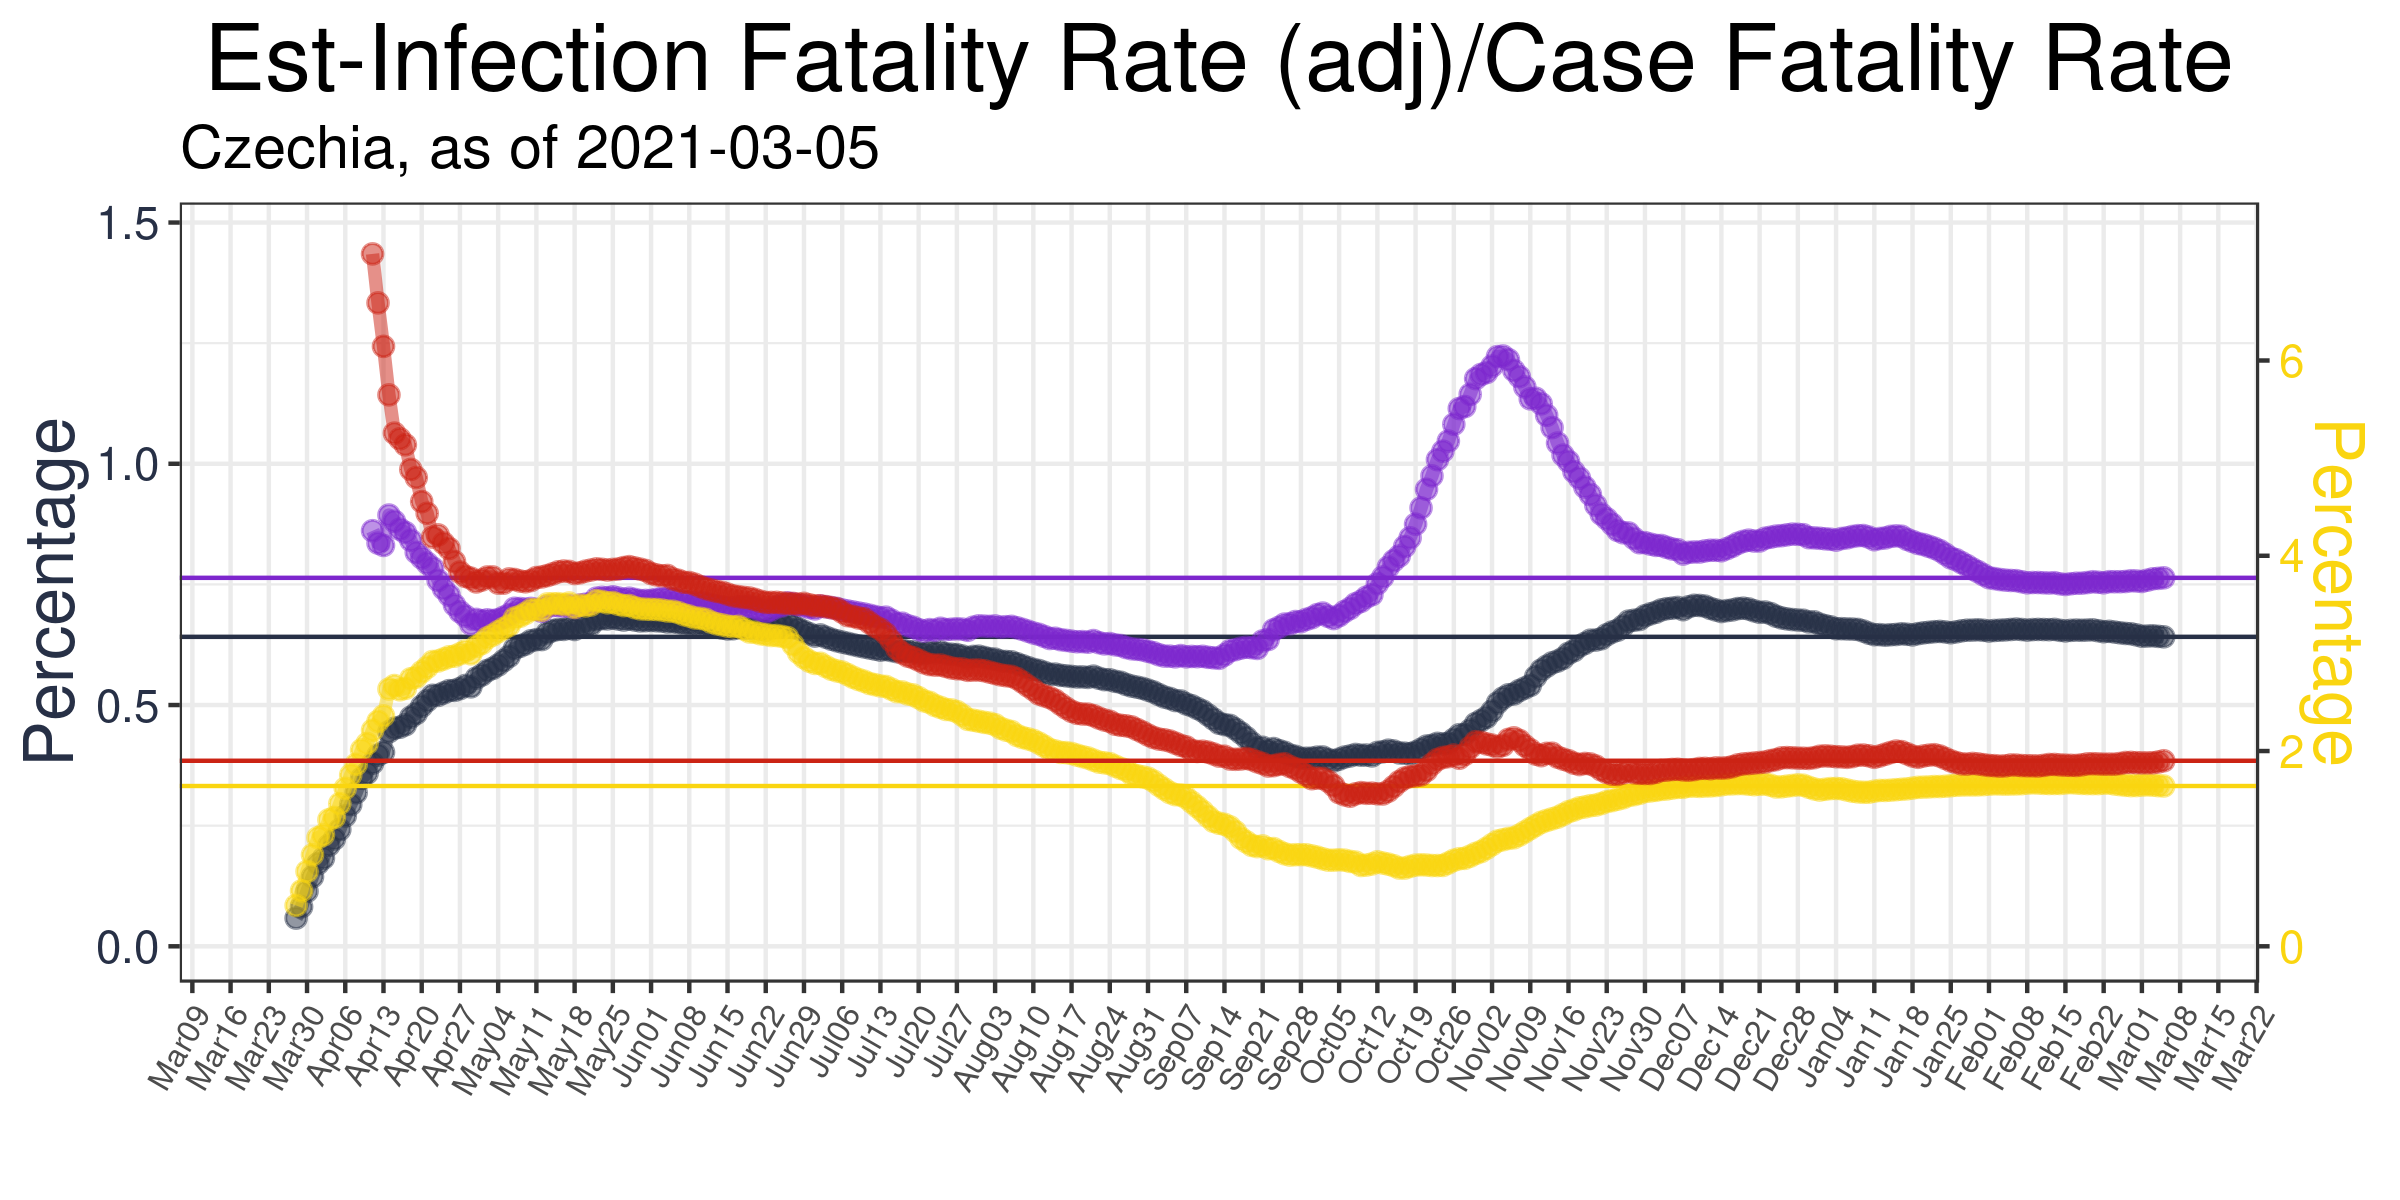 Est-Infection Fatality Rate (adj)/Case Fatality Rate
Czechia, as of 2021-03-05
Percentage
1.5
1.0
0.5
0.0
6
4
2
0
Percentage
Mar09
Mar16
Mar23
Mar30
Apr06
Apr13
Apr20
Apr27
May04
May11
May18
May25
Jun01
Jun08
Jun15
Jun22
Jun29
Jul06
Jul13
Jul20
Jul27
Aug03
Aug10
Aug17
Aug24
Aug31
Sep07
Sep14
Sep21
Sep28
Oct05
Oct12
Oct19
Oct26
Nov02
Nov09
Nov16
Nov23
Nov30
Dec07
Dec14
Dec21
Dec28
Jan04
Jan11
Jan18
Jan25
Feb01
Feb08
Feb15
Feb22
Mar01
Mar08
Mar15
Mar22